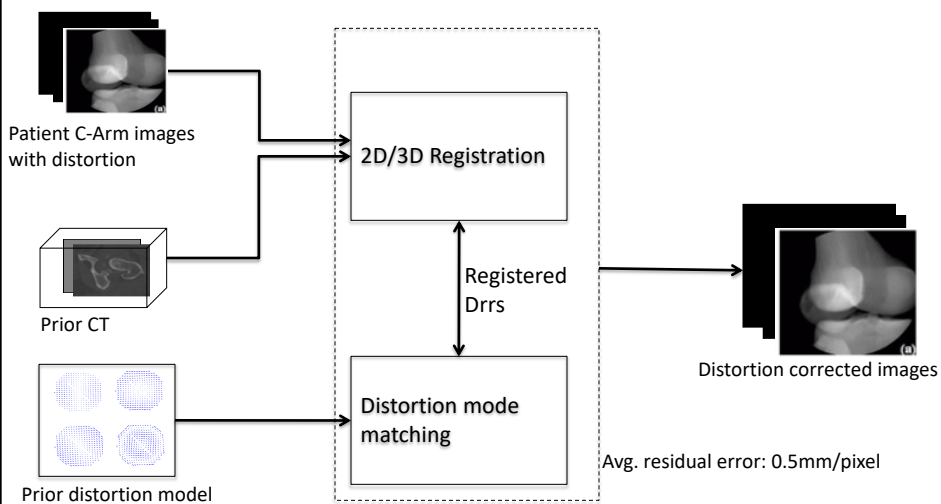 Patient C-Arm images
with distortion
(a)
Prior CT
Prior distortion model
2D/3D Registration
Registered
Drrs
Distortion mode
matching
(a)
Distortion corrected images
Avg. residual error: 0.5mm/pixel